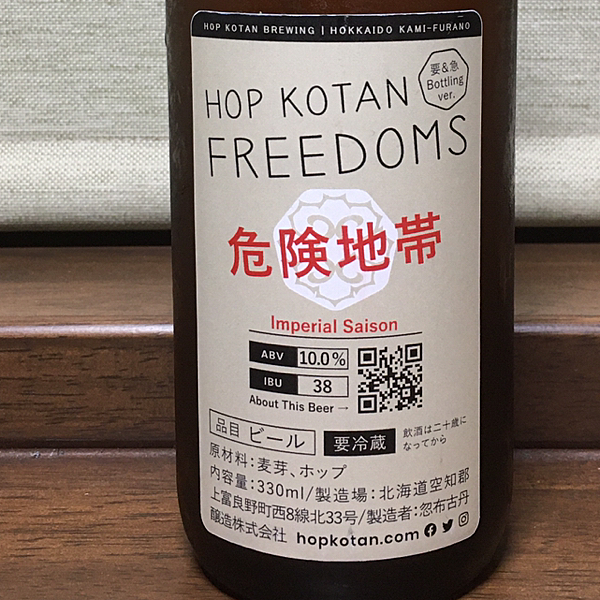 HOP KOTAN BREWING | HOKKAIDO KAMI-FURANO
要&急
Bottling
ver.
HOP KOTAN
FREEDOMS
危険地帯
Imperial Saison
ABV 10.0%
IBU 38
About This Beer →
品目 ビール 要冷蔵
飲酒は二十歳に
なってから
原材料:麦芽、ホップ
内容量:330ml/製造場:北海道空知郡
上富良野町西8線北33号/製造者:忽布古丹
醸造株式会社 hopkotan.com